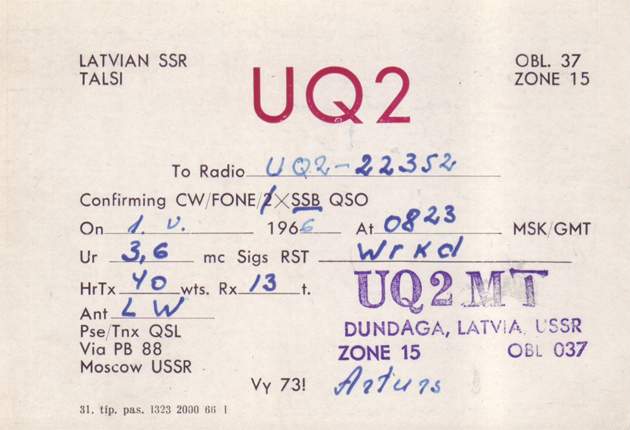 LATVIAN SSR
TALSI
UQ2
OBL. 37
ZONE 15
To Radio UQ2-22352
Confirming CW/FONE/2×SSB QSO
On 1. V. 1966 At 0823 MSK/GMT
Ur 3,6 mc Sigs RST Wrkd
HrTx 40 wts. Rx 13 t.
Ant LW
Pse/Tnx QSL
Via PB 88
Moscow USSR
UQ2MT
DUNDAGA, LATVIA, USSR
ZONE 15 OBL 037
Vy 73! Arturs
31. tip. pas. 1323 2000 66 1